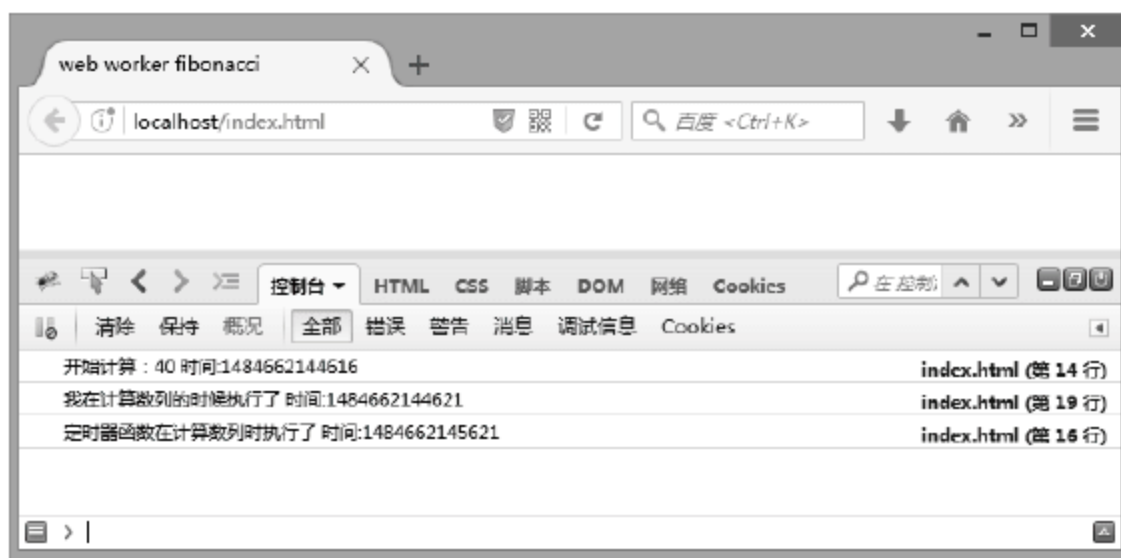 web worker fibonacci
localhost/index.html
百度 <Ctrl+K>
控制台 HTML CSS 脚本 DOM 网络 Cookies 在 控制
清除 保持 概况 全部 错误 警告 消息 调试信息 Cookies
开始计算：40 时间:1484662144616 index.html (第 14 行)
我在计算数列的时候执行了 时间:1484662144621 index.html (第 19 行)
定时器函数在计算数列时执行了 时间:1484662145621 index.html (第 16 行)